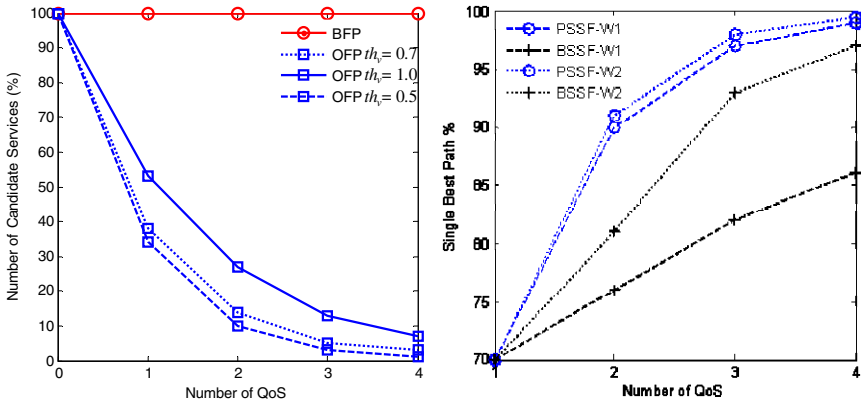 100
90
80
70
60
50
40
30
20
10
0
0 1 2 3 4
Number of Candidate Services (%)
Number of QoS
BFP
OFP th_v = 0.7
OFP th_v = 1.0
OFP th_v = 0.5
100
95
90
85
80
75
70
1 2 3 4
Single Best Path %
Number of QoS
PSSF-W1
BSSF-W1
PSSF-W2
BSSF-W2